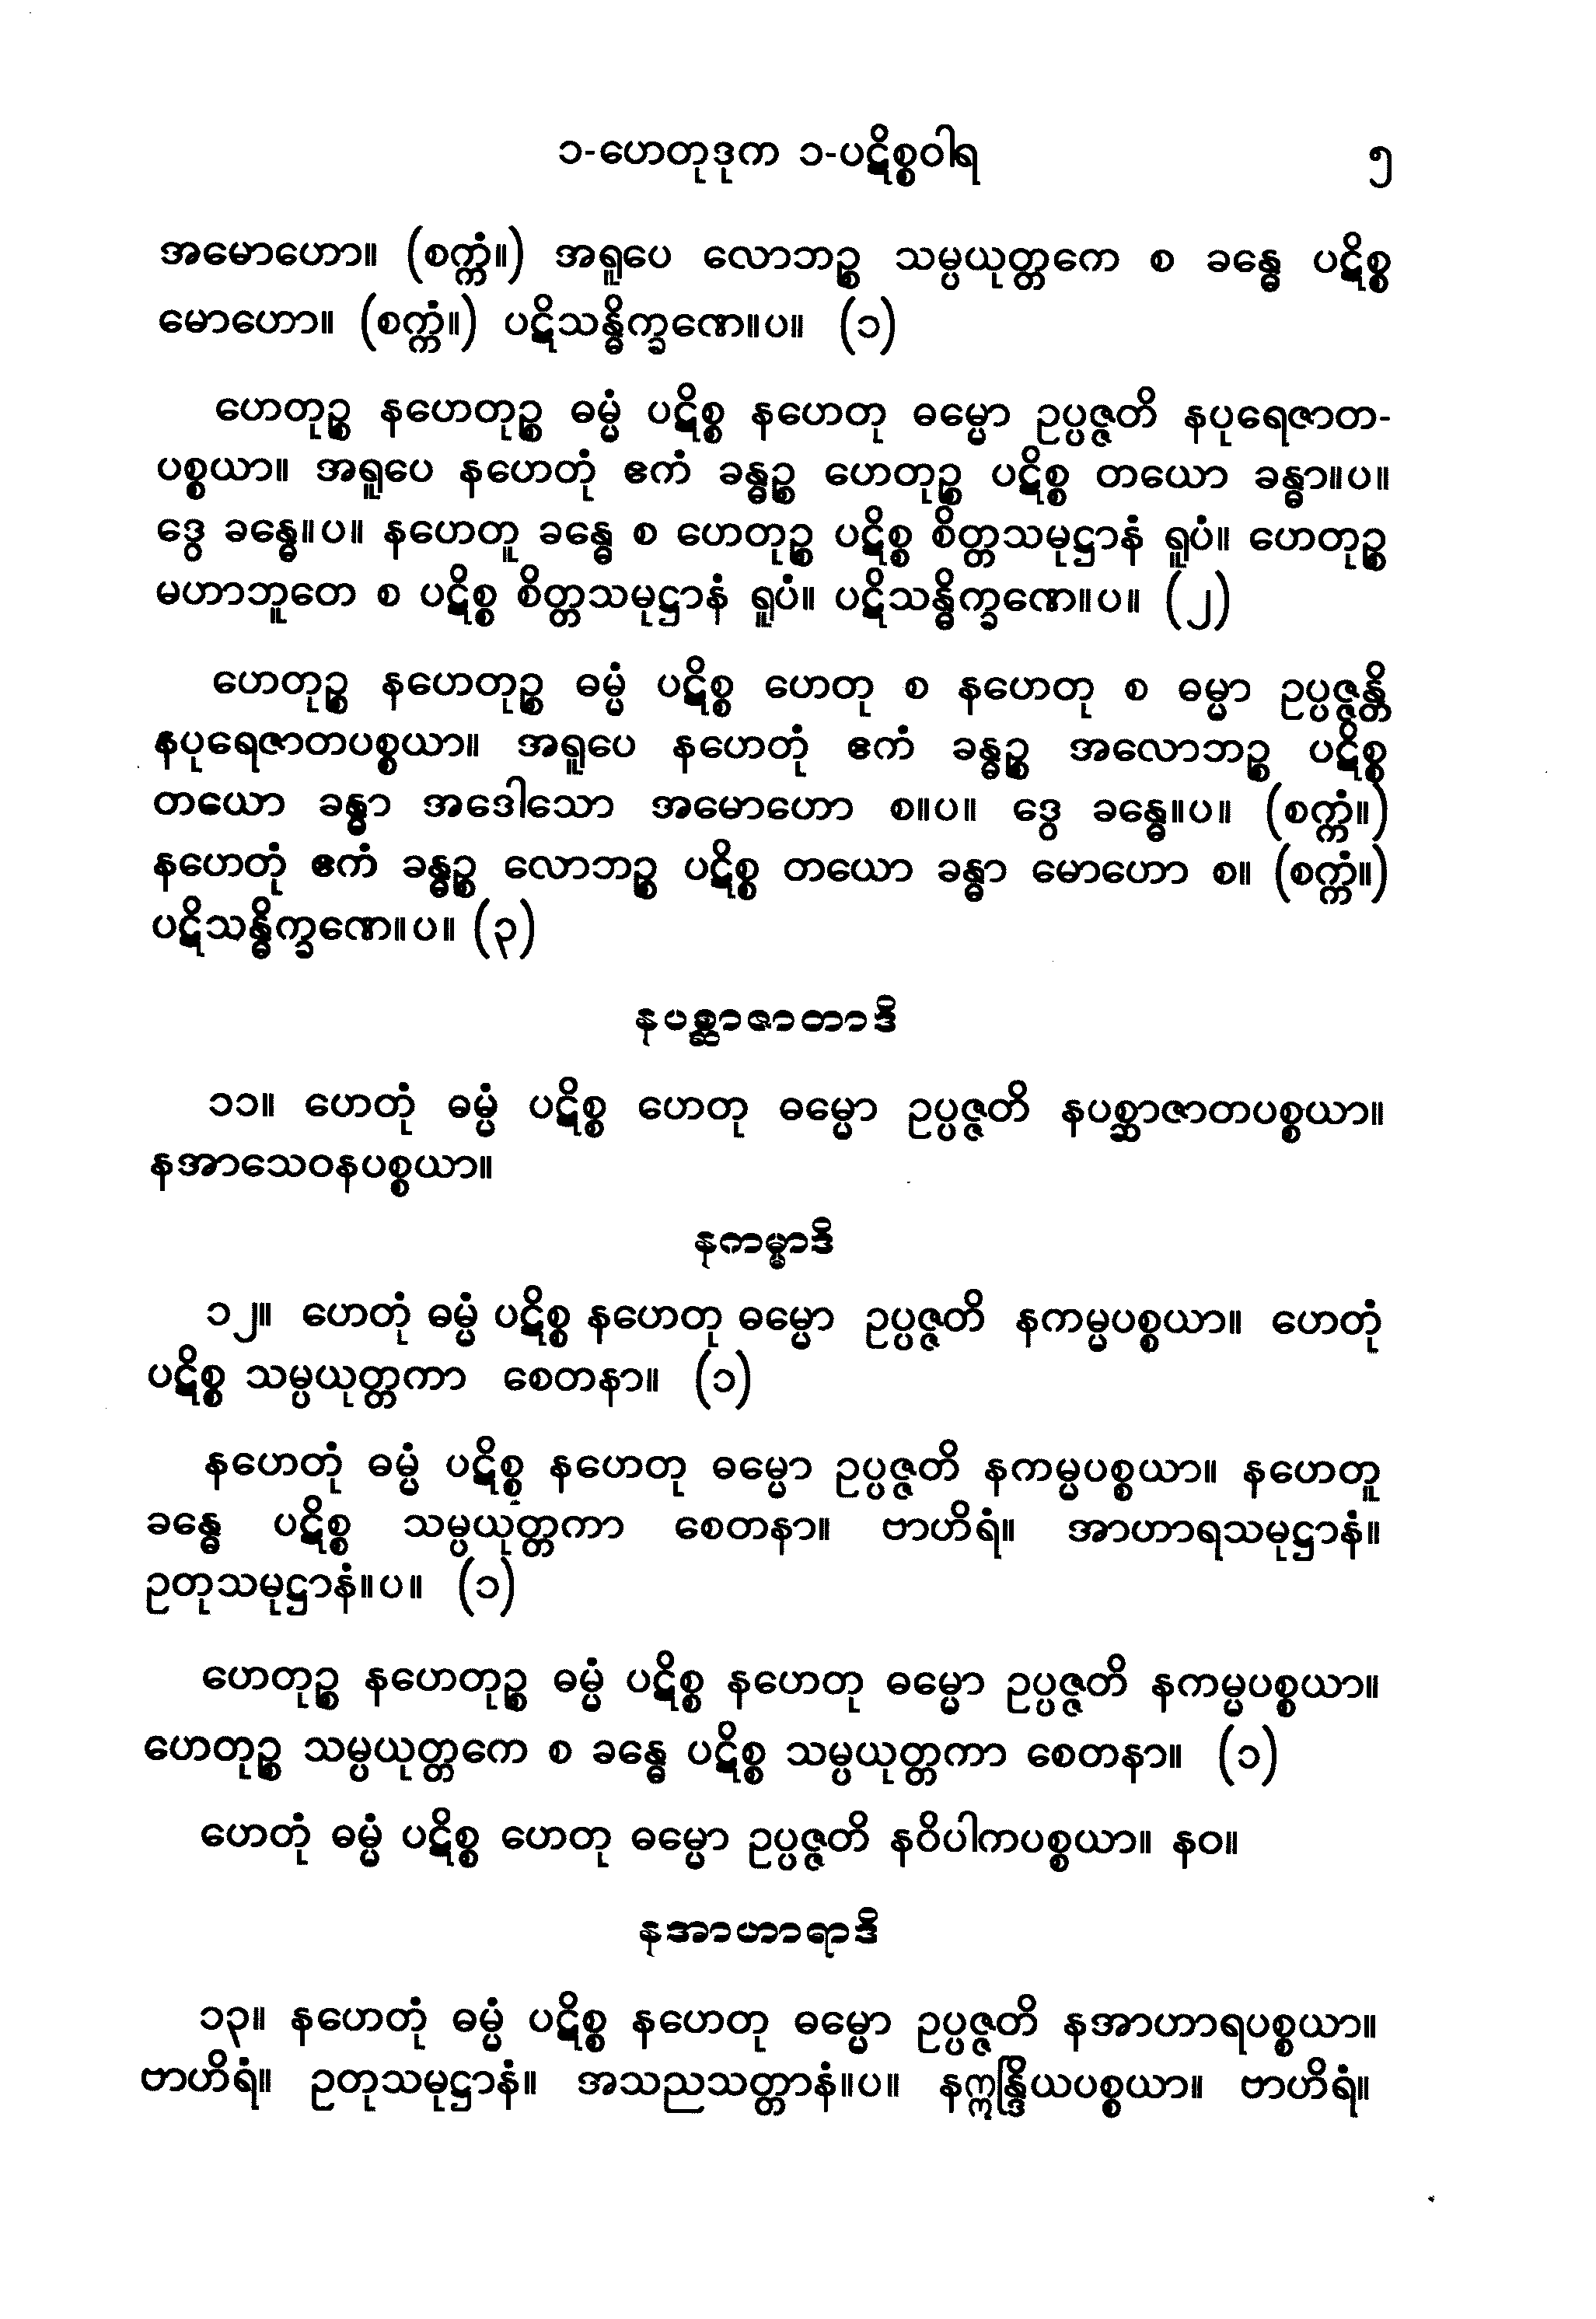 ၁-ဟေတုဒုက ၁-ပဋိစ္စဝါရ ၅
အမောဟော။ (စက္ကံ။) အရူပေ လောဘဉ္စ သမ္ပယုတ္တကေ စ ခန္ဓေ ပဋိစ္စ
မောဟော။ (စက္ကံ။) ပဋိသန္ဓိက္ခဏေ။ပ။ (၁)
ဟေတုဉ္စ နဟေတုဉ္စ ဓမ္မံ ပဋိစ္စ နဟေတု ဓမ္မော ဥပ္ပဇ္ဇတိ နပုရေဇာတ-
ပစ္စယာ။ အရူပေ နဟေတုံ ဧကံ ခန္ဓဉ္စ ဟေတုဉ္စ ပဋိစ္စ တယော ခန္ဓာ။ပ။
ဒွေ ခန္ဓေ။ပ။ နဟေတူ ခန္ဓေ စ ဟေတုဉ္စ ပဋိစ္စ စိတ္တသမုဋ္ဌာနံ ရူပံ။ ဟေတုဉ္စ
မဟာဘူတေ စ ပဋိစ္စ စိတ္တသမုဋ္ဌာနံ ရူပံ။ ပဋိသန္ဓိက္ခဏေ။ပ။ (၂)
ဟေတုဉ္စ နဟေတုဉ္စ ဓမ္မံ ပဋိစ္စ ဟေတု စ နဟေတု စ ဓမ္မာ ဥပ္ပဇ္ဇန္တိ
နပုရေဇာတပစ္စယာ။ အရူပေ နဟေတုံ ဧကံ ခန္ဓဉ္စ အလောဘဉ္စ ပဋိစ္စ
တယော ခန္ဓာ အဒေါသော အမောဟော စ။ပ။ ဒွေ ခန္ဓေ။ပ။ (စက္ကံ။)
နဟေတုံ ဧကံ ခန္ဓဉ္စ လောဘဉ္စ ပဋိစ္စ တယော ခန္ဓာ မောဟော စ။ (စက္ကံ။)
ပဋိသန္ဓိက္ခဏေ။ပ။ (၃)
နပစ္ဆာဇာတာဒိ
၁၁။ ဟေတုံ ဓမ္မံ ပဋိစ္စ ဟေတု ဓမ္မော ဥပ္ပဇ္ဇတိ နပစ္ဆာဇာတပစ္စယာ။
နအာသေဝနပစ္စယာ။
နကမ္မာဒိ
၁၂။ ဟေတုံ ဓမ္မံ ပဋိစ္စ နဟေတု ဓမ္မော ဥပ္ပဇ္ဇတိ နကမ္မပစ္စယာ။ ဟေတုံ
ပဋိစ္စ သမ္ပယုတ္တကာ စေတနာ။ (၁)
နဟေတုံ ဓမ္မံ ပဋိစ္စ နဟေတု ဓမ္မော ဥပ္ပဇ္ဇတိ နကမ္မပစ္စယာ။ နဟေတူ
ခန္ဓေ ပဋိစ္စ သမ္ပယုတ္တကာ စေတနာ။ ဗာဟိရံ။ အာဟာရသမုဋ္ဌာနံ။
ဥတုသမုဋ္ဌာနံ။ပ။ (၁)
ဟေတုဉ္စ နဟေတုဉ္စ ဓမ္မံ ပဋိစ္စ နဟေတု ဓမ္မော ဥပ္ပဇ္ဇတိ နကမ္မပစ္စယာ။
ဟေတုဉ္စ သမ္ပယုတ္တကေ စ ခန္ဓေ ပဋိစ္စ သမ္ပယုတ္တကာ စေတနာ။ (၁)
ဟေတုံ ဓမ္မံ ပဋိစ္စ ဟေတု ဓမ္မော ဥပ္ပဇ္ဇတိ နဝိပါကပစ္စယာ။ နဝ။
နအာဟာရာဒိ
၁၃။ နဟေတုံ ဓမ္မံ ပဋိစ္စ နဟေတု ဓမ္မော ဥပ္ပဇ္ဇတိ နအာဟာရပစ္စယာ။
ဗာဟိရံ။ ဥတုသမုဋ္ဌာနံ။ အသညသတ္တာနံ။ပ။ နဣန္ဒြိယပစ္စယာ။ ဗာဟိရံ။